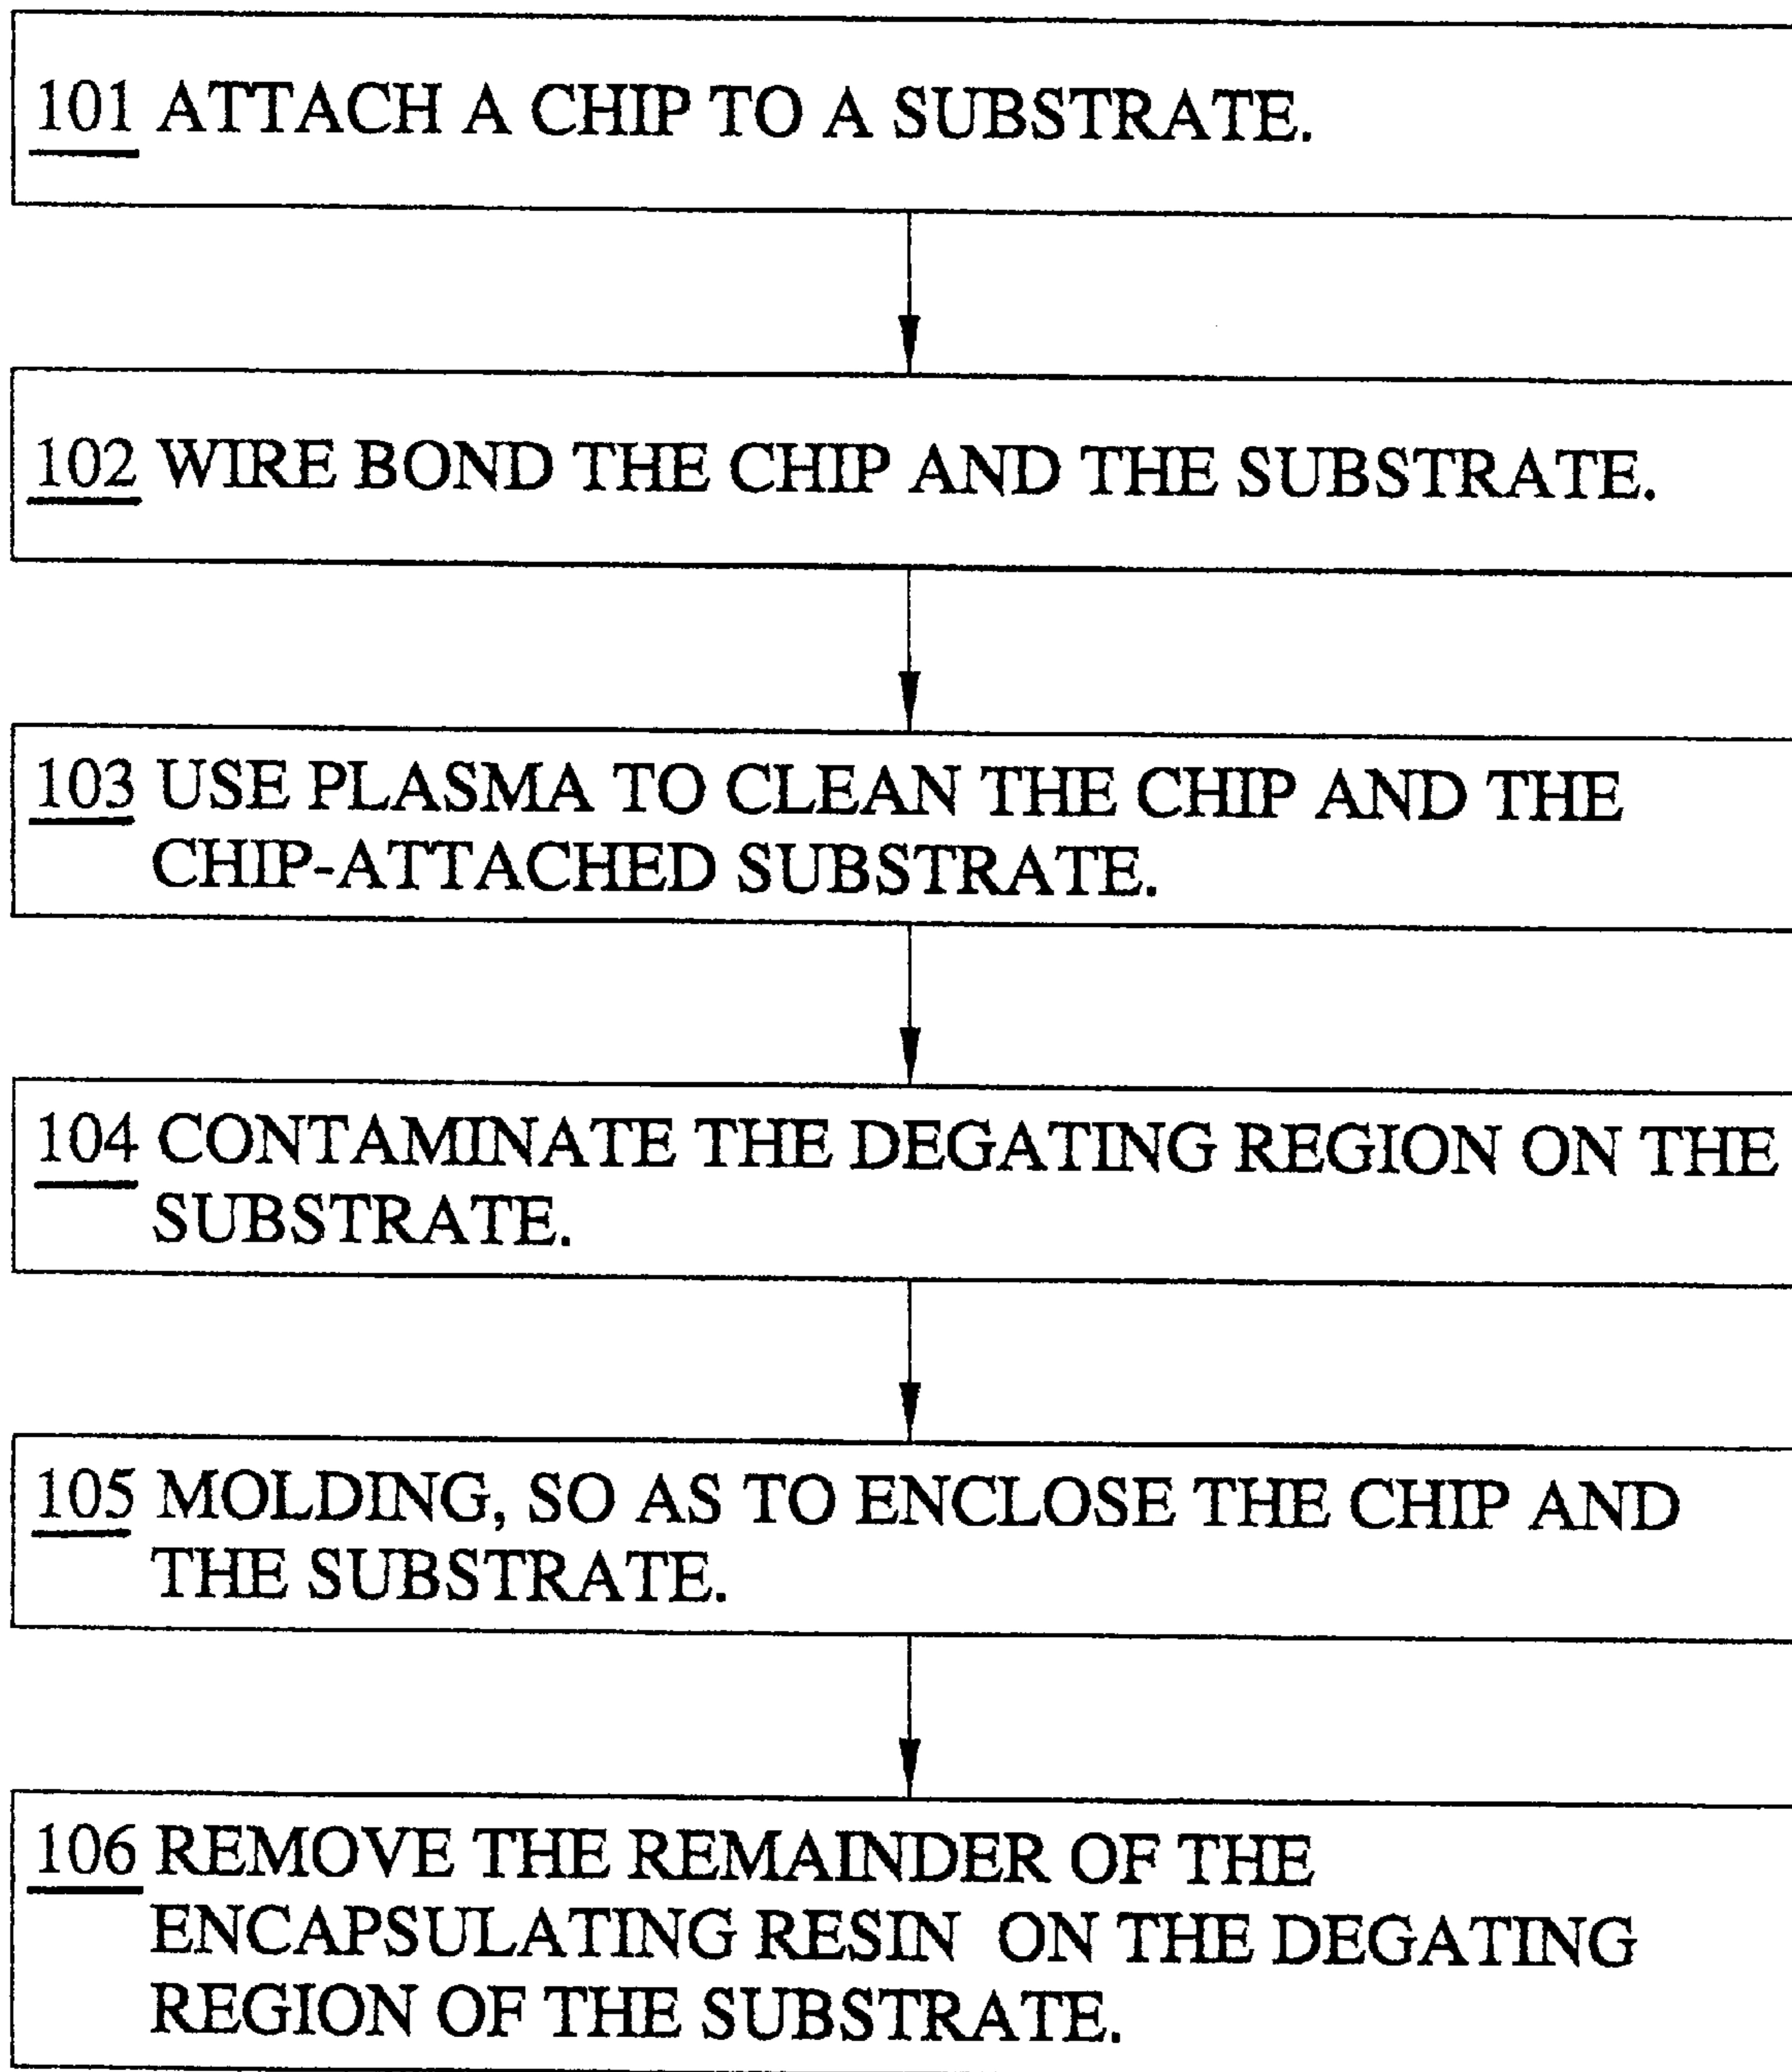 101 ATTACH A CHIP TO A SUBSTRATE.
102 WIRE BOND THE CHIP AND THE SUBSTRATE.
103 USE PLASMA TO CLEAN THE CHIP AND THE
CHIP-ATTACHED SUBSTRATE.
104 CONTAMINATE THE DEGATING REGION ON THE
SUBSTRATE.
105 MOLDING, SO AS TO ENCLOSE THE CHIP AND
THE SUBSTRATE.
106 REMOVE THE REMAINDER OF THE
ENCAPSULATING RESIN ON THE DEGATING
REGION OF THE SUBSTRATE.